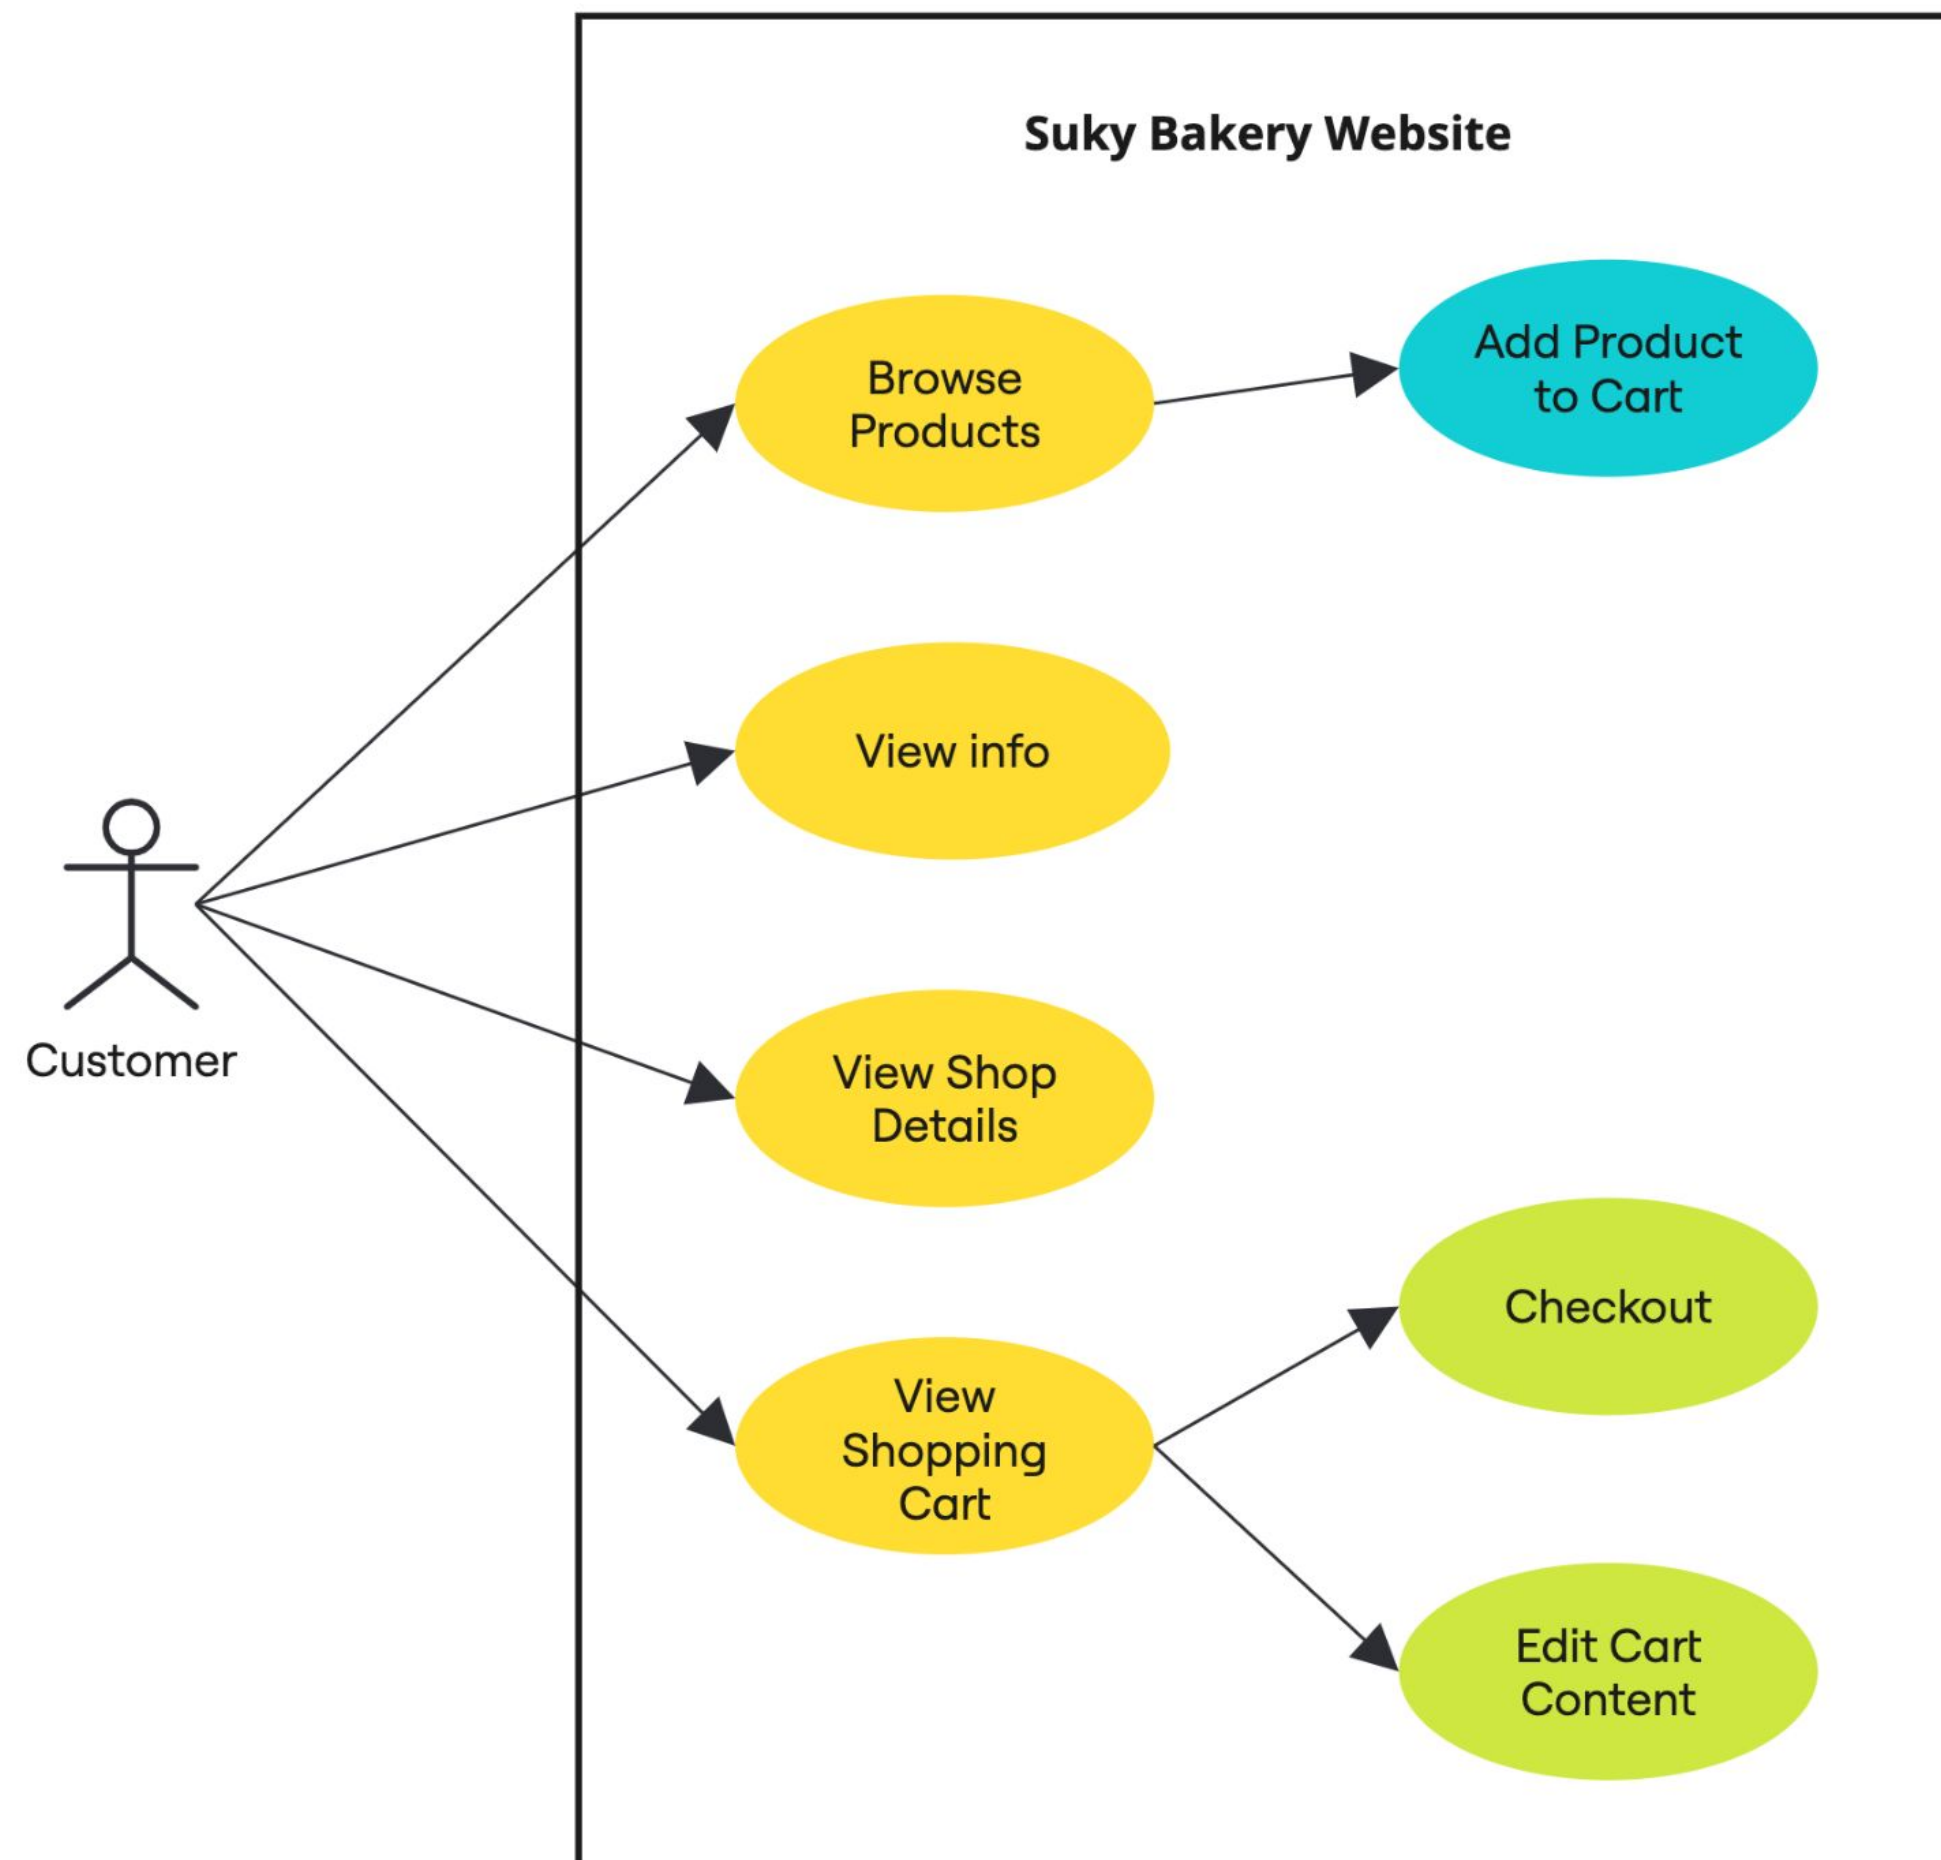 Suky Bakery Website
Browse
Products
Add Product
to Cart
View info
Customer
View Shop
Details
View
Shopping
Cart
Checkout
Edit Cart
Content